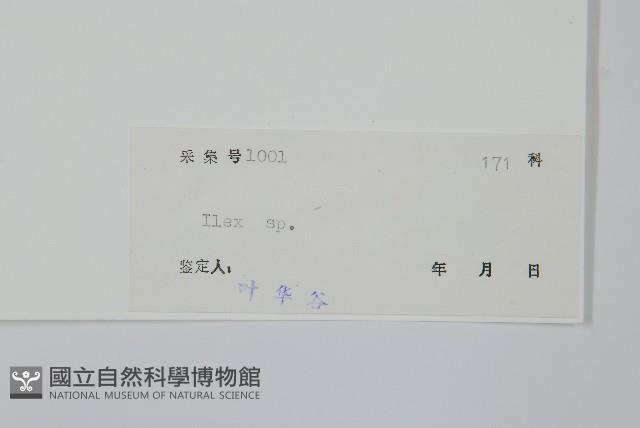 采集号1001 171 科
Ilex sp.
鉴定人: 年 月 日
叶华谷
國立自然科學博物館
NATIONAL MUSEUM OF NATURAL SCIENCE